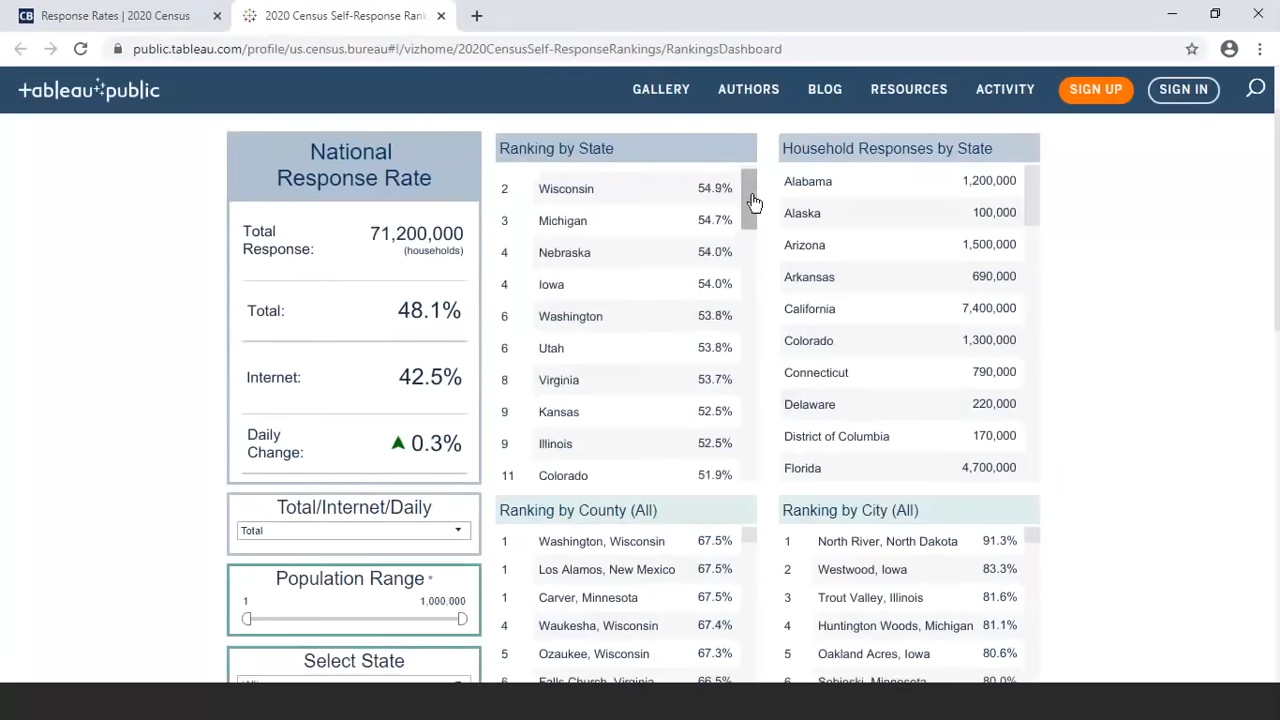 Response Rates | 2020 Census
2020 Census Self-Response Rank
public.tableau.com/profile/us.census.bureau#!/vizhome/2020CensusSelf-ResponseRankings/RankingsDashboard
tableau public
GALLERY AUTHORS BLOG RESOURCES ACTIVITY SIGN UP SIGN IN
National
Response Rate
Total
Response:
71,200,000
(households)
Total: 48.1%
Internet: 42.5%
Daily
Change:
0.3%
Total/Internet/Daily
Total
Population Range *
1 1,000,000
Select State
Ranking by State
2 Wisconsin 54.9%
3 Michigan 54.7%
4 Nebraska 54.0%
4 Iowa 54.0%
6 Washington 53.8%
6 Utah 53.8%
8 Virginia 53.7%
9 Kansas 52.5%
9 Illinois 52.5%
11 Colorado 51.9%
Household Responses by State
Alabama 1,200,000
Alaska 100,000
Arizona 1,500,000
Arkansas 690,000
California 7,400,000
Colorado 1,300,000
Connecticut 790,000
Delaware 220,000
District of Columbia 170,000
Florida 4,700,000
Ranking by County (All)
1 Washington, Wisconsin 67.5%
1 Los Alamos, New Mexico 67.5%
1 Carver, Minnesota 67.5%
4 Waukesha, Wisconsin 67.4%
5 Ozaukee, Wisconsin 67.3%
6 Falls Church, Virginia 66.5%
Ranking by City (All)
1 North River, North Dakota 91.3%
2 Westwood, Iowa 83.3%
3 Trout Valley, Illinois 81.6%
4 Huntington Woods, Michigan 81.1%
5 Oakland Acres, Iowa 80.6%
6 Sobieski, Minnesota 80.0%